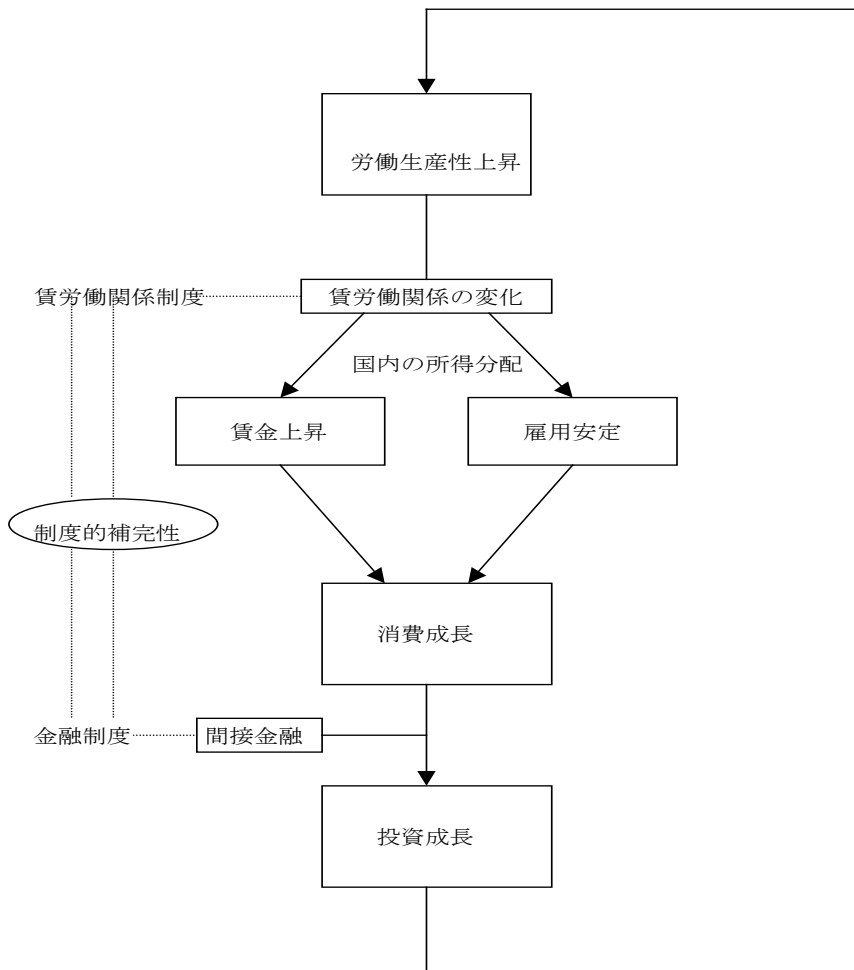 労働生産性上昇
賃労働関係制度
賃労働関係の変化
国内の所得分配
賃金上昇
雇用安定
制度的補完性
消費成長
金融制度
間接金融
投資成長